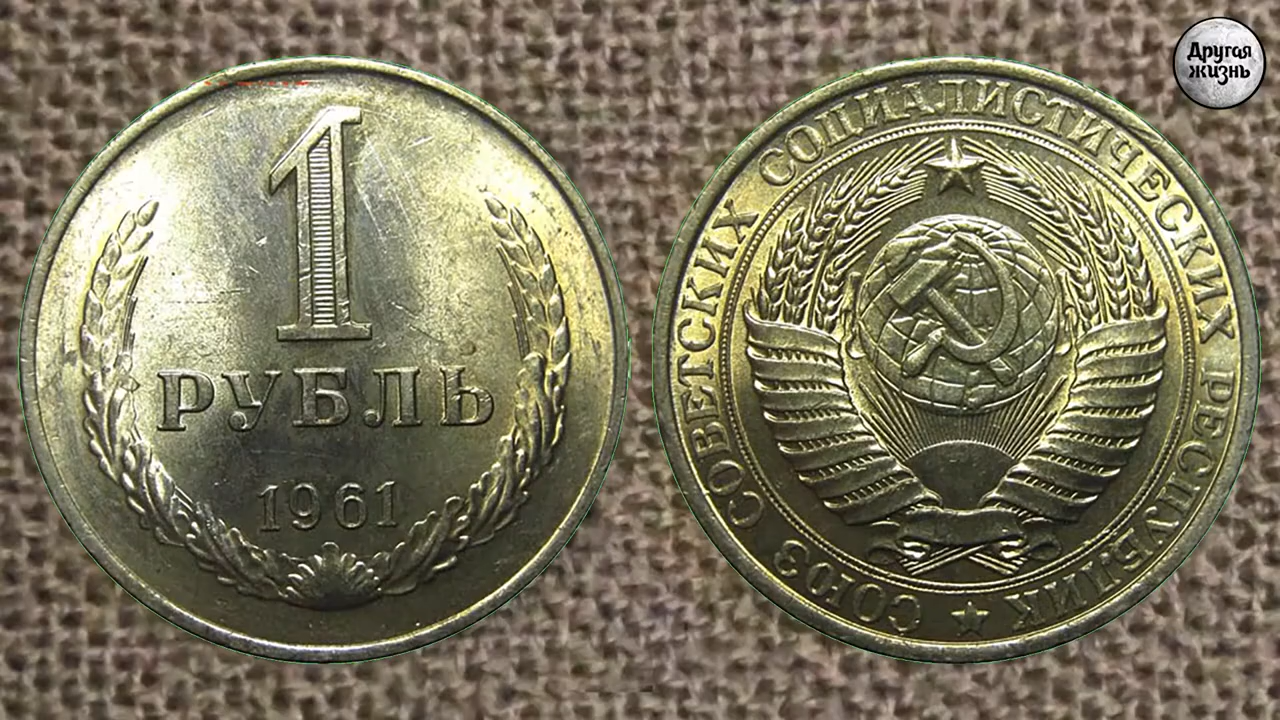 1
РУБЛЬ
1961
СОЮЗ СОВЕТСКИХ СОЦИАЛИСТИЧЕСКИХ РЕСПУБЛИК
Другая
жизнь